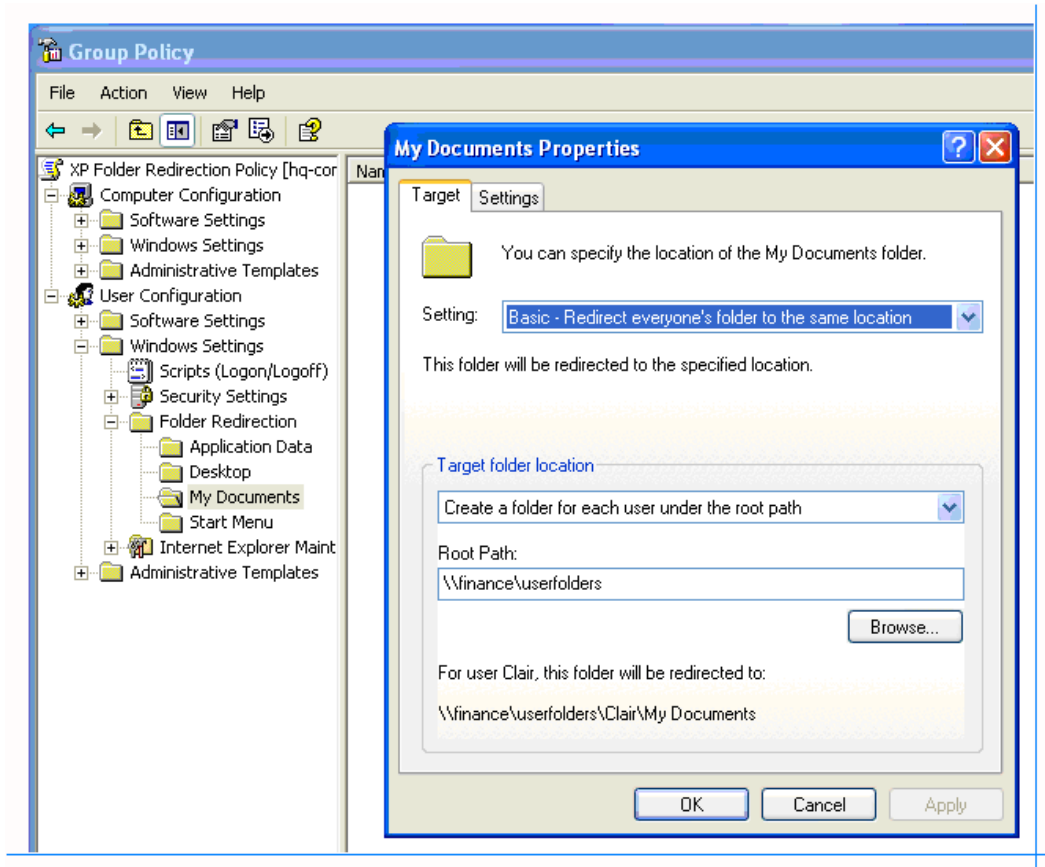 Group Policy
File Action View Help
XP Folder Redirection Policy [hq-cor
Computer Configuration
Software Settings
Windows Settings
Administrative Templates
User Configuration
Software Settings
Windows Settings
Scripts (Logon/Logoff)
Security Settings
Folder Redirection
Application Data
Desktop
My Documents
Start Menu
Internet Explorer Maint
Administrative Templates
Nan
My Documents Properties
Target Settings
You can specify the location of the My Documents folder.
Setting: Basic - Redirect everyone's folder to the same location
This folder will be redirected to the specified location.
Target folder location
Create a folder for each user under the root path
Root Path:
\\finance\userfolders
Browse...
For user Clair, this folder will be redirected to:
\\finance\userfolders\Clair\My Documents
OK Cancel Apply